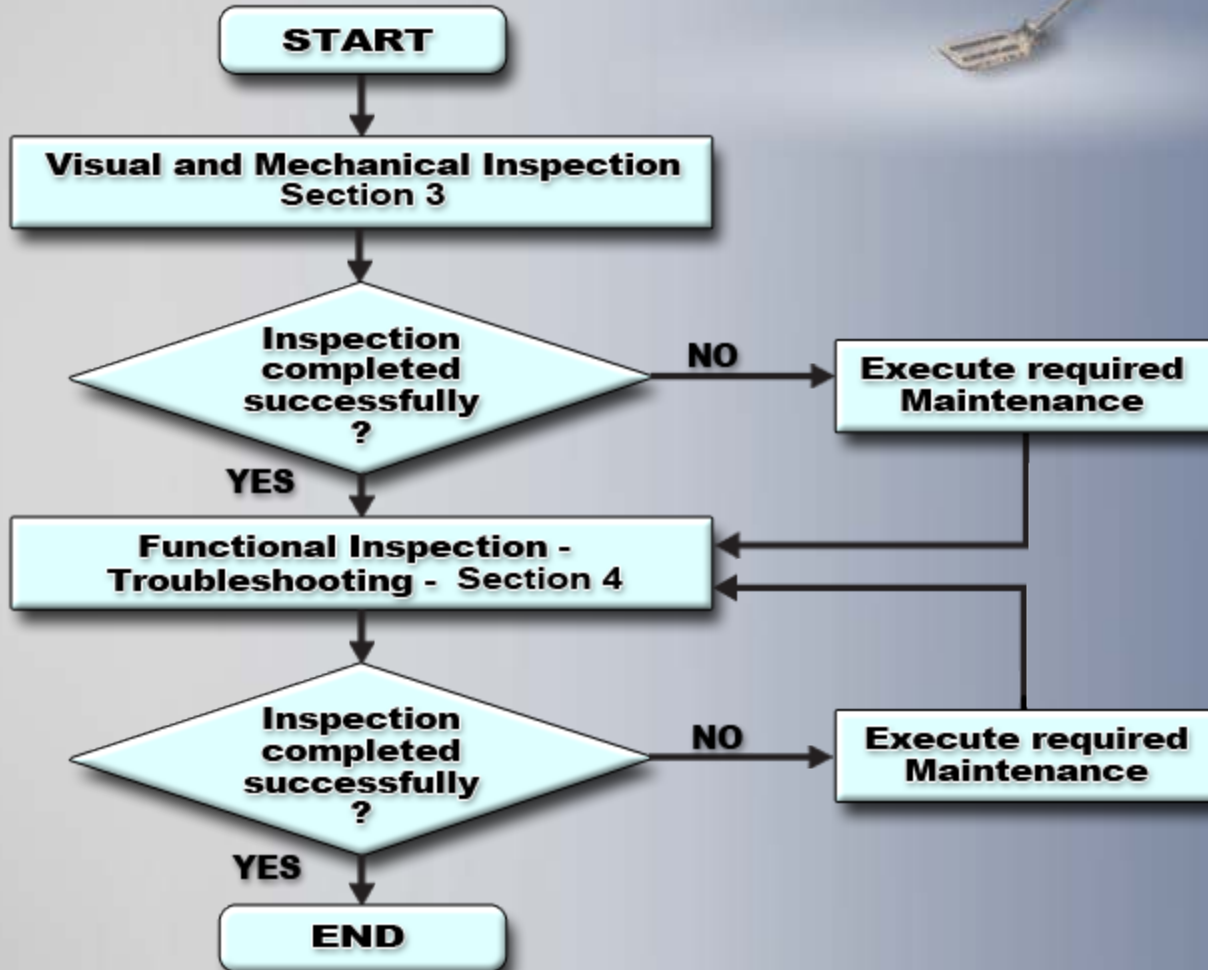 START
Visual and Mechanical Inspection
Section 3
Inspection
completed
successfully
?
NO
Execute required
Maintenance
YES
Functional Inspection -
Troubleshooting - Section 4
Inspection
completed
successfully
?
NO
Execute required
Maintenance
YES
END